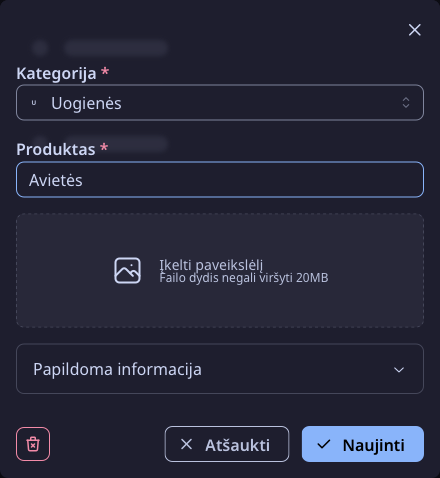 Kategorija *
U Uogienės
Produktas *
Avietės
Įkelti paveikslėlį
Failo dydis negali viršyti 20MB
Papildoma informacija
Atšaukti Naujinti